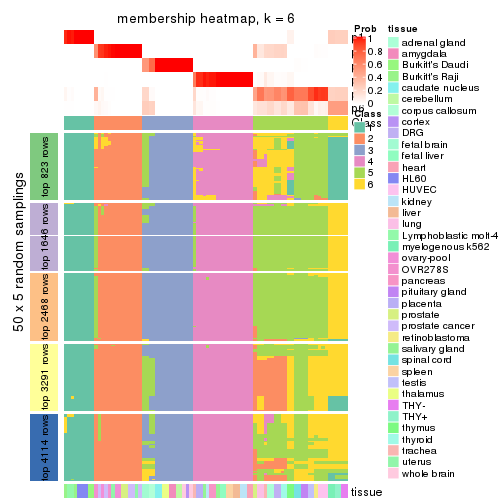 membership heatmap, k = 6
50 x 5 random samplings
top 823 rows
top 1646 rows
top 2468 rows
top 3291 rows
top 4114 rows
Prob
1
0.8
0.6
0.4
0.2
0
Class
1
2
3
4
5
6
tissue
adrenal gland
amygdala
Bukitt's Daudi
Bukitt's Raji
caudate nucleus
cerebellum
corpus callosum
cortex
DRG
fetal brain
fetal liver
heart
HL60
HUVEC
kidney
liver
lung
Lymphoblastic molt-4
myelogenous k562
ovary-pool
OVR278S
pancreas
pituitary gland
placenta
prostate
prostate cancer
retinoblastoma
salivary gland
spinal cord
spleen
testis
thalamus
THY-
THY+
thymus
thyroid
trachea
uterus
whole brain
tissue